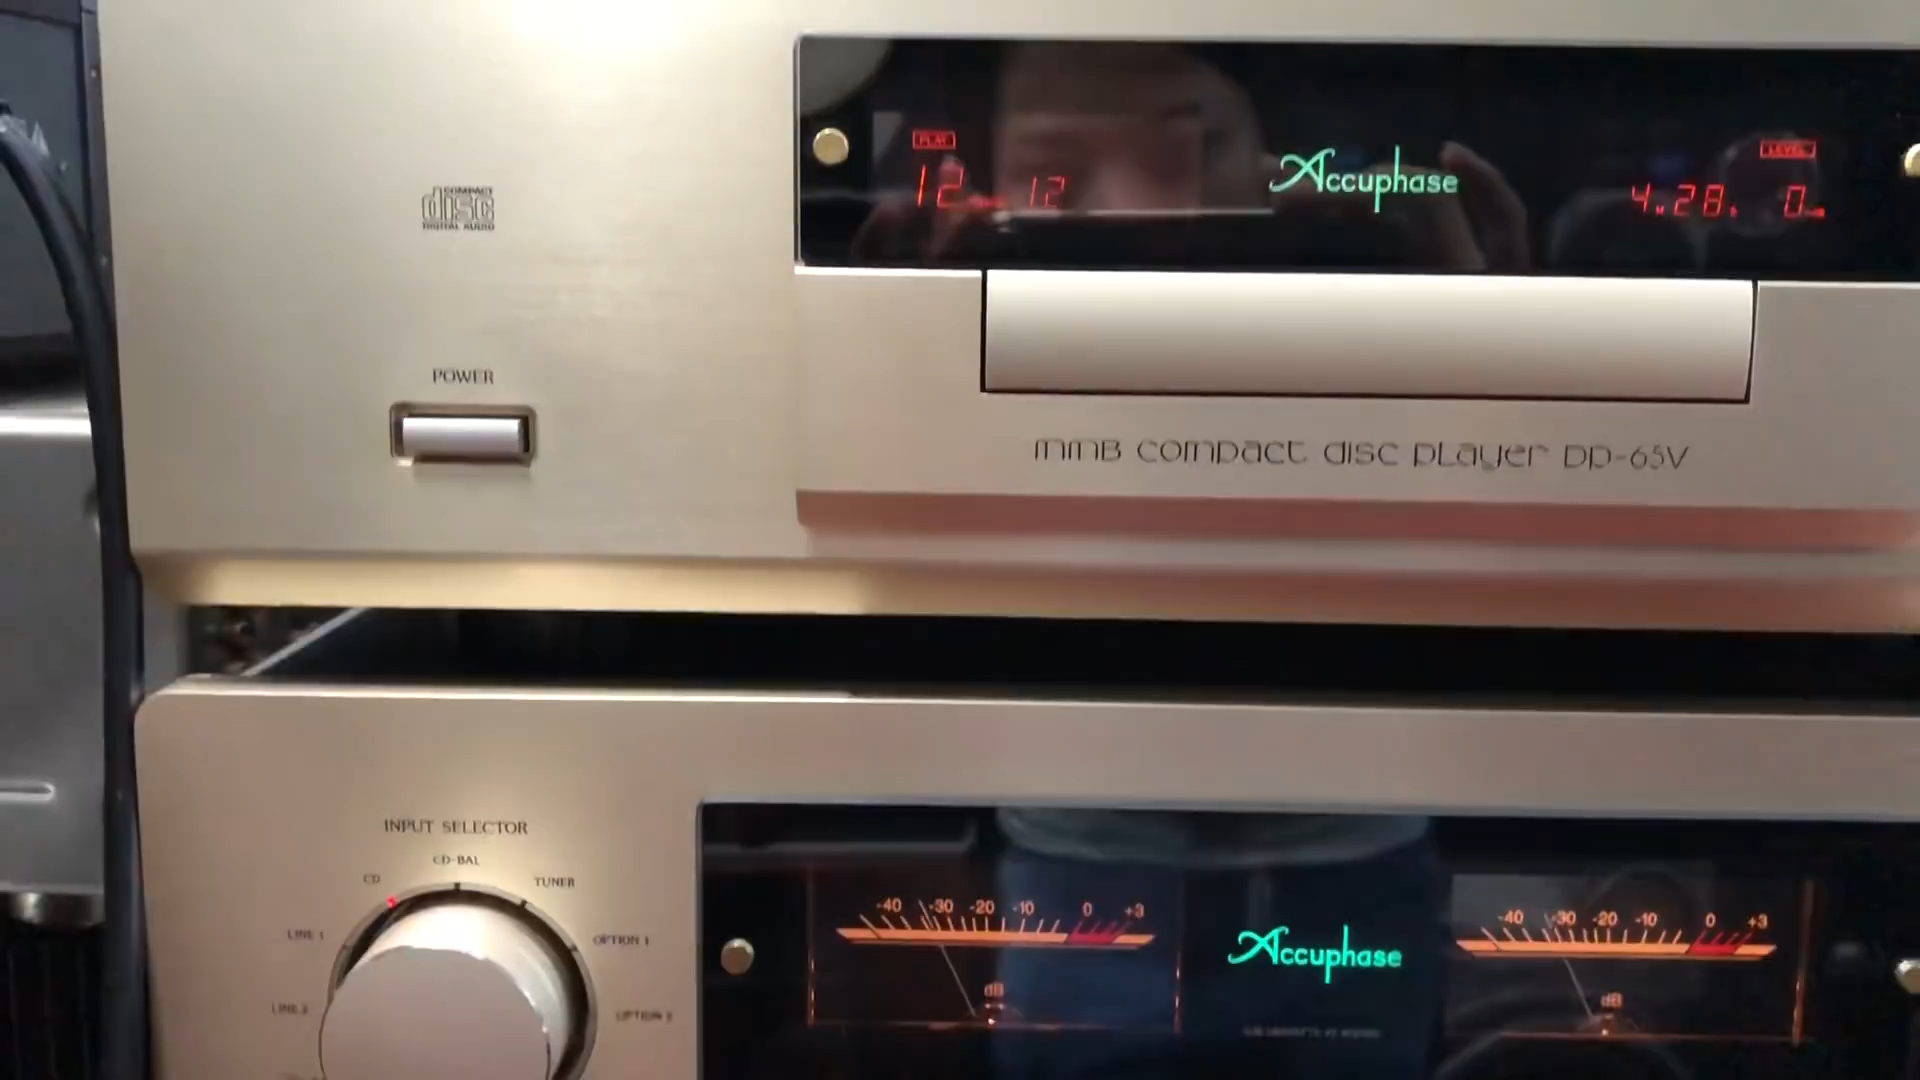 PLAY
12 12
Accuphase
LEVEL
4M28S 0
COMPACT
disc
DIGITAL AUDIO
POWER
MMB COMPACT DISC PLAYER DP-65V
INPUT SELECTOR
CD-BAL
CD
TUNER
LINE 1
OPTION 1
LINE 2
OPTION 2
-40 -30 -20 -10 0 +3
dB
Accuphase
-40 -30 -20 -10 0 +3
dB